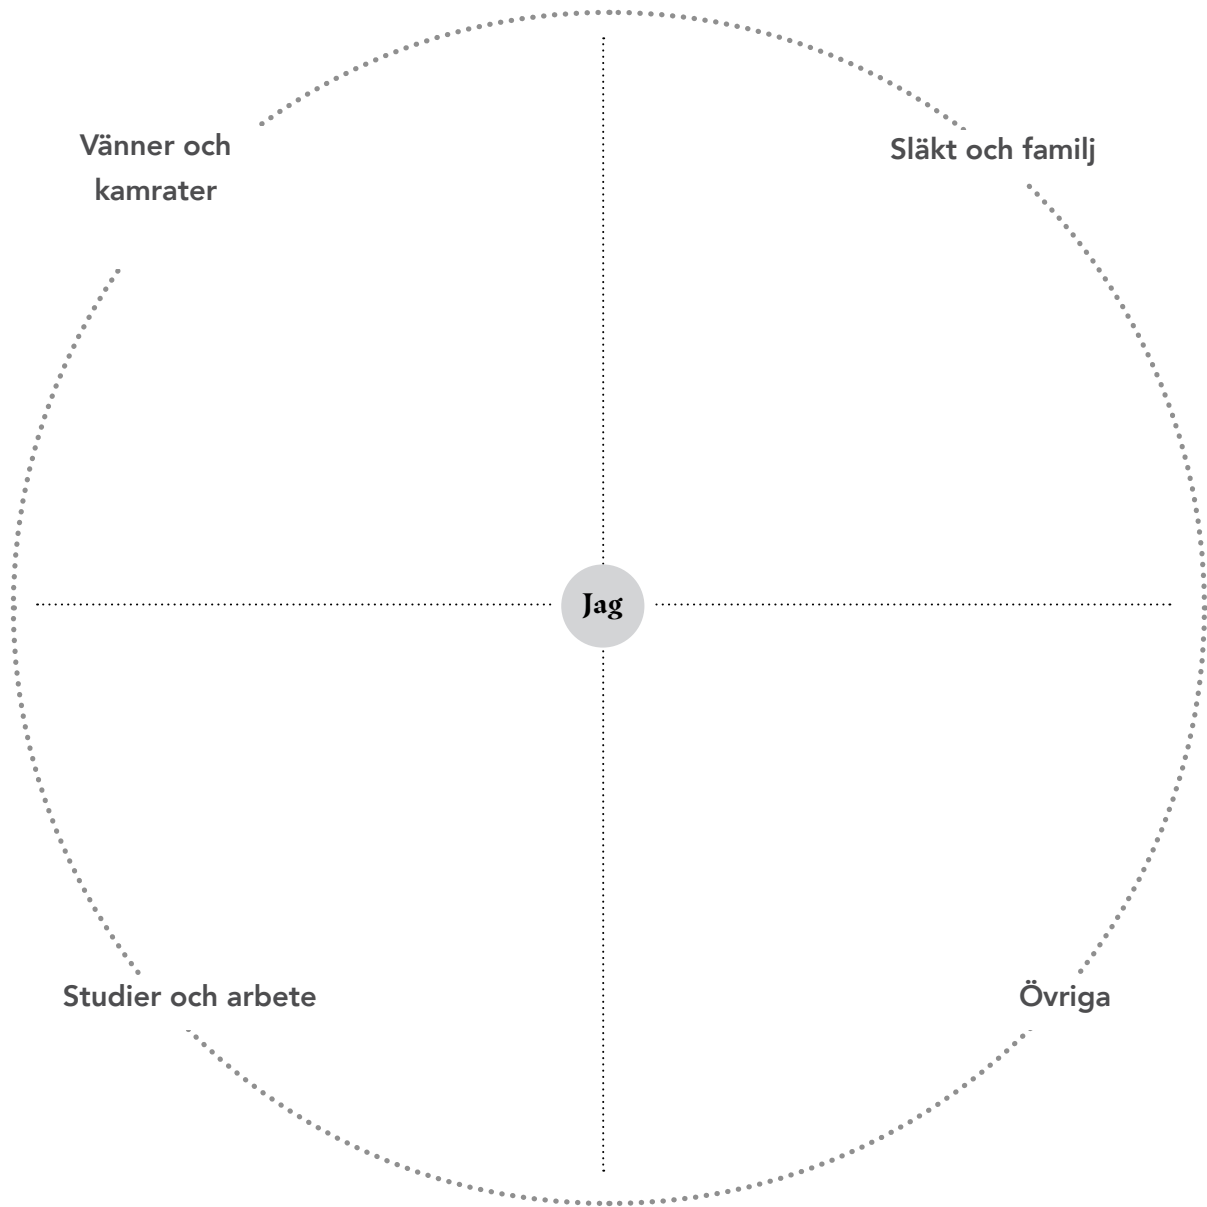 Vänner och
kamrater
Släkt och familj
Jag
Studier och arbete
Övriga